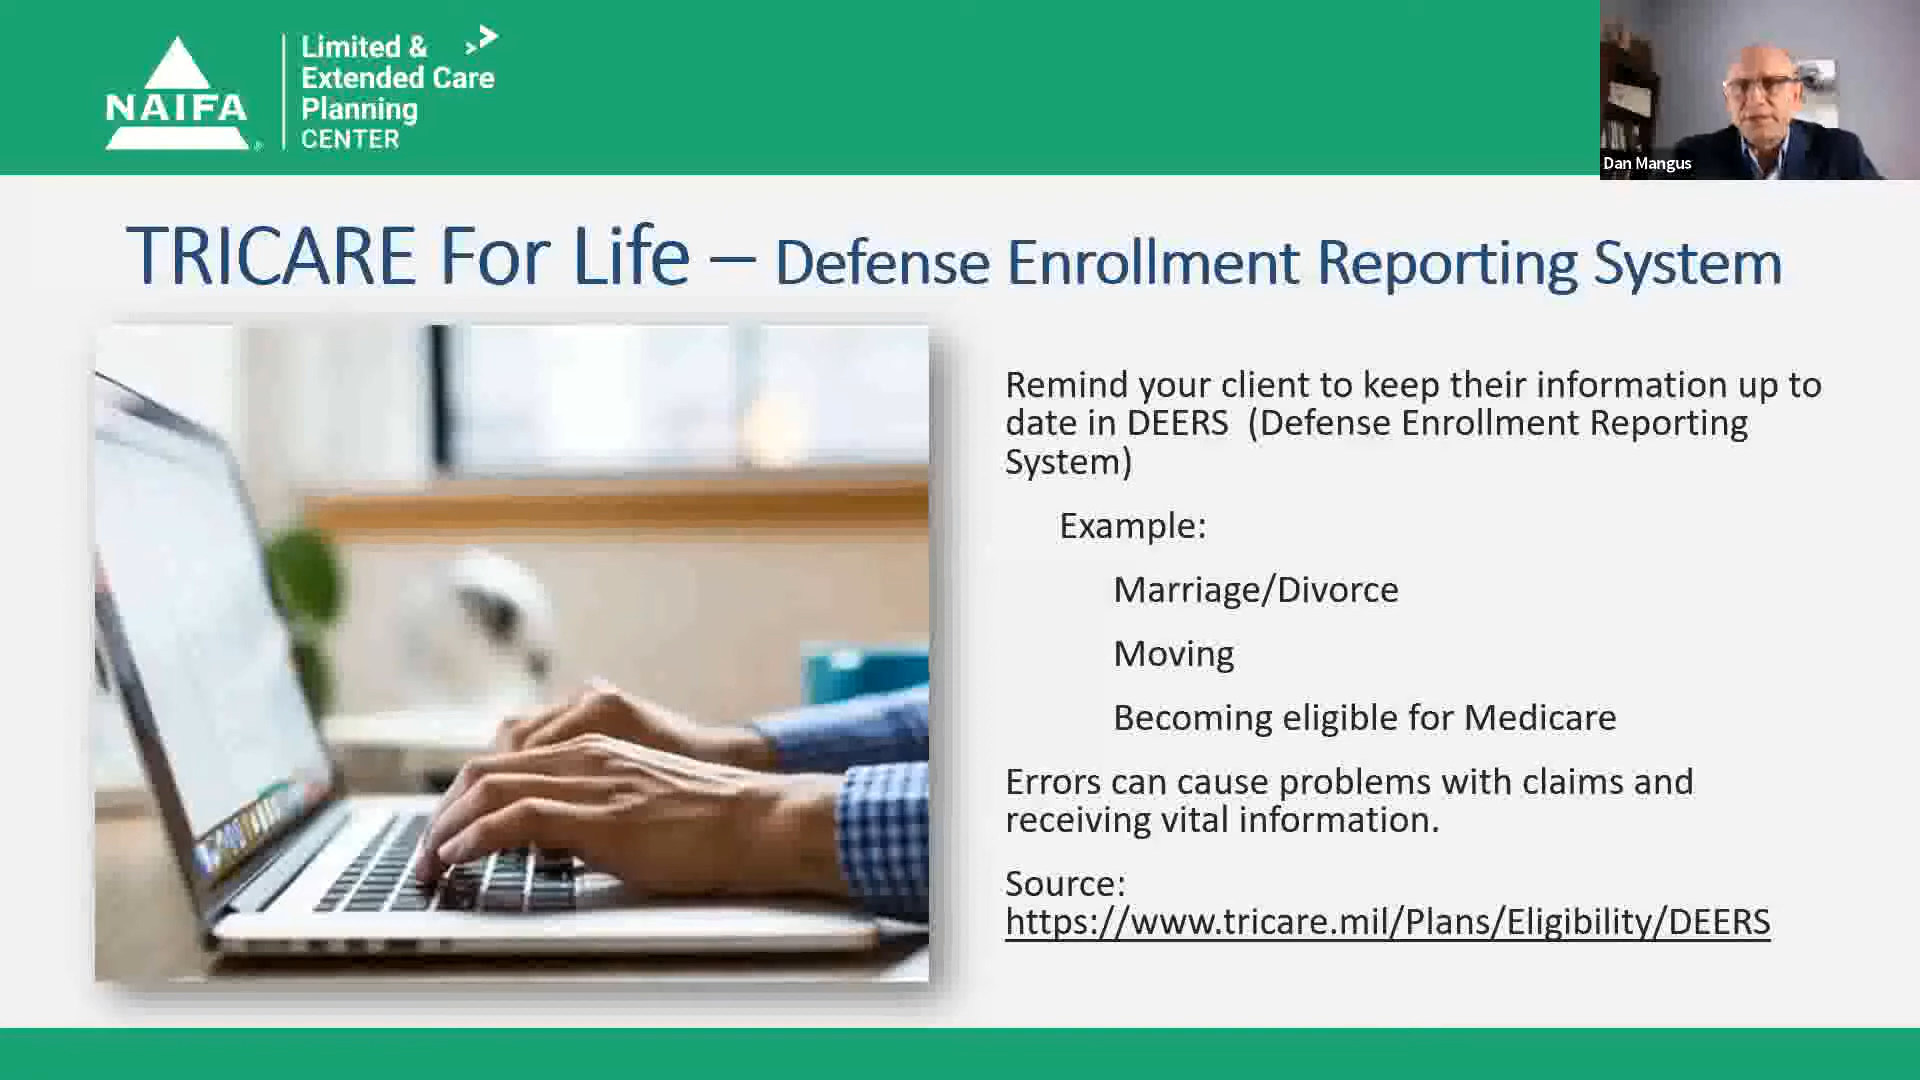 NAIFA
Limited &
Extended Care
Planning
CENTER
Dan Mangus
TRICARE For Life – Defense Enrollment Reporting System
Remind your client to keep their information up to
date in DEERS (Defense Enrollment Reporting
System)
Example:
Marriage/Divorce
Moving
Becoming eligible for Medicare
Errors can cause problems with claims and
receiving vital information.
Source:
https://www.tricare.mil/Plans/Eligibility/DEERS